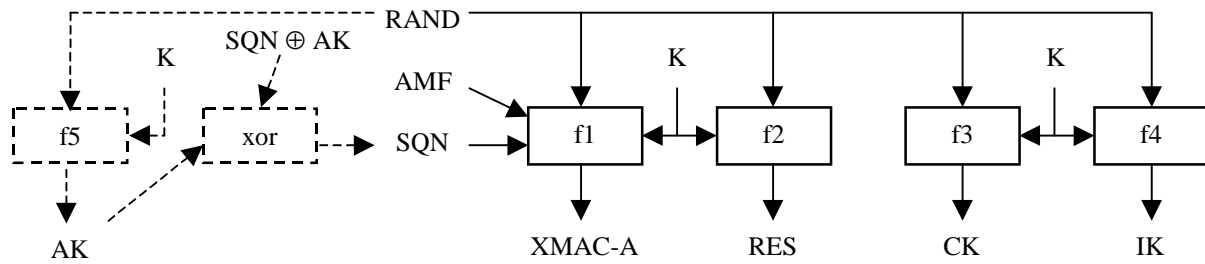 RAND
SQN ⊕ AK
K
K
K
AMF
f5
xor
SQN
f1
f2
f3
f4
AK
XMAC-A
RES
CK
IK